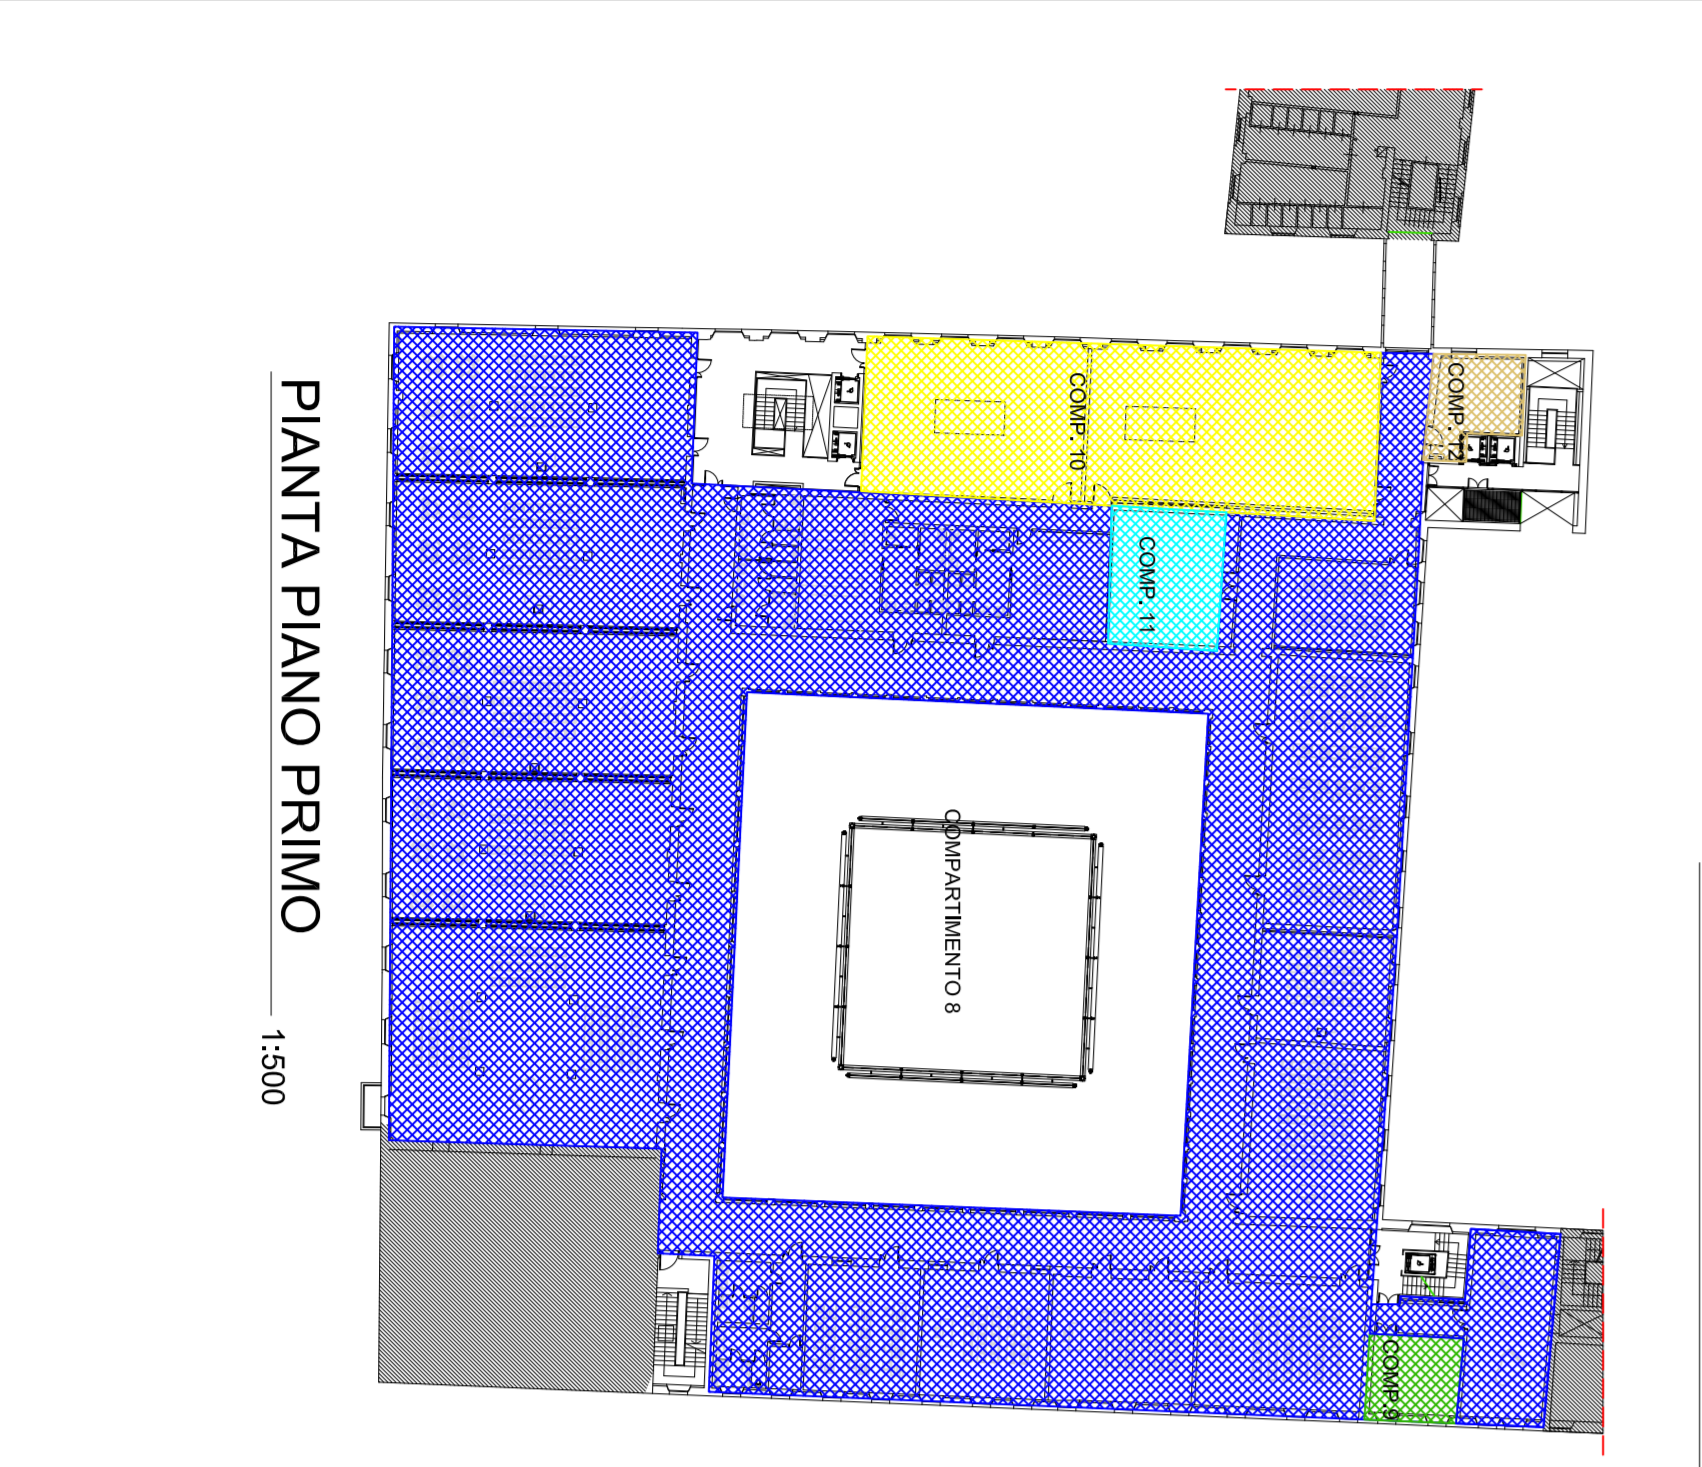 PIANTA PIANO PRIMO
1:500
COMP. 10
COMP. 12
COMP. 11
COMPARTIMENTO 8
COMP.9